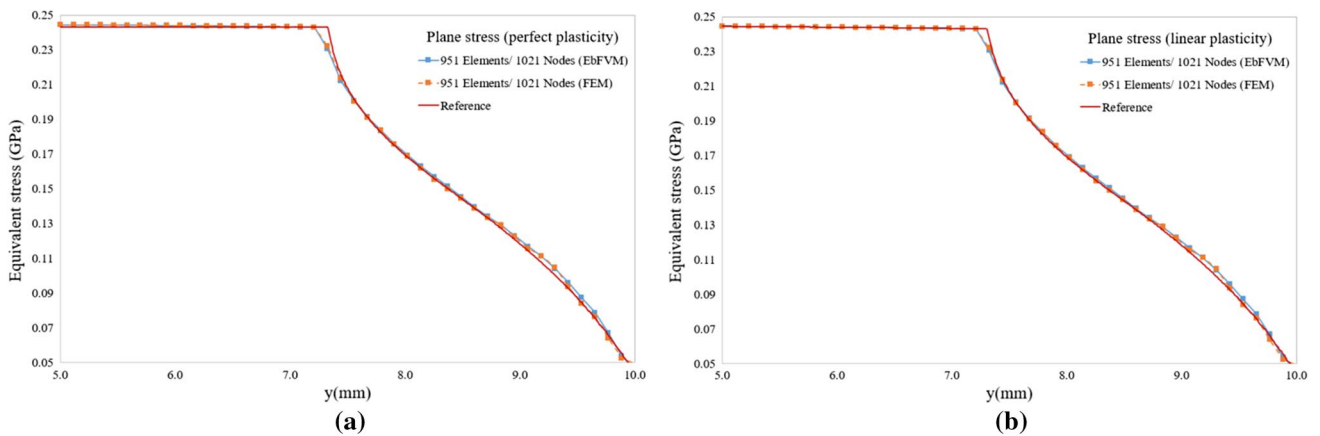 0.25
0.23
0.21
0.19
0.17
0.15
0.13
0.11
0.09
0.07
0.05
Equivalent stress (GPa)
Plane stress (perfect plasticity)
951 Elements/ 1021 Nodes (EbFVM)
951 Elements/ 1021 Nodes (FEM)
Reference
5.0 6.0 7.0 8.0 9.0 10.0
y(mm)
(a)
0.25
0.23
0.21
0.19
0.17
0.15
0.13
0.11
0.09
0.07
0.05
Equivalent stress (GPa)
Plane stress (linear plasticity)
951 Elements/ 1021 Nodes (EbFVM)
951 Elements/ 1021 Nodes (FEM)
Reference
5.0 6.0 7.0 8.0 9.0 10.0
y(mm)
(b)